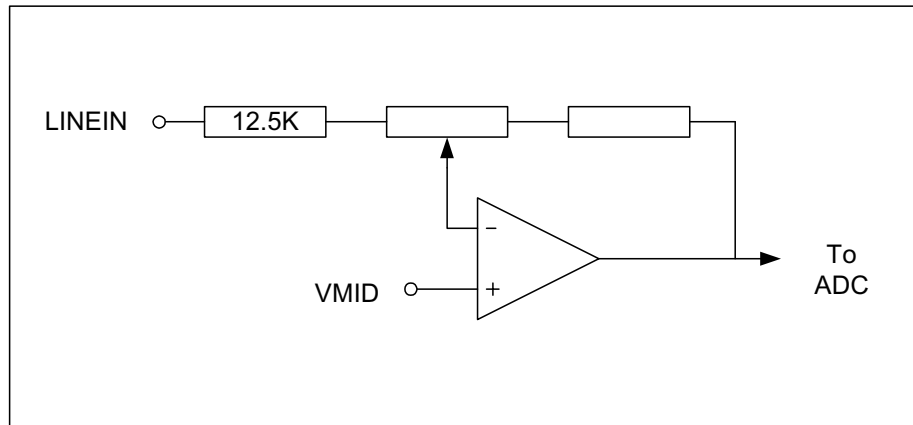 LINEIN
12.5K
−
+
VMID
To
ADC